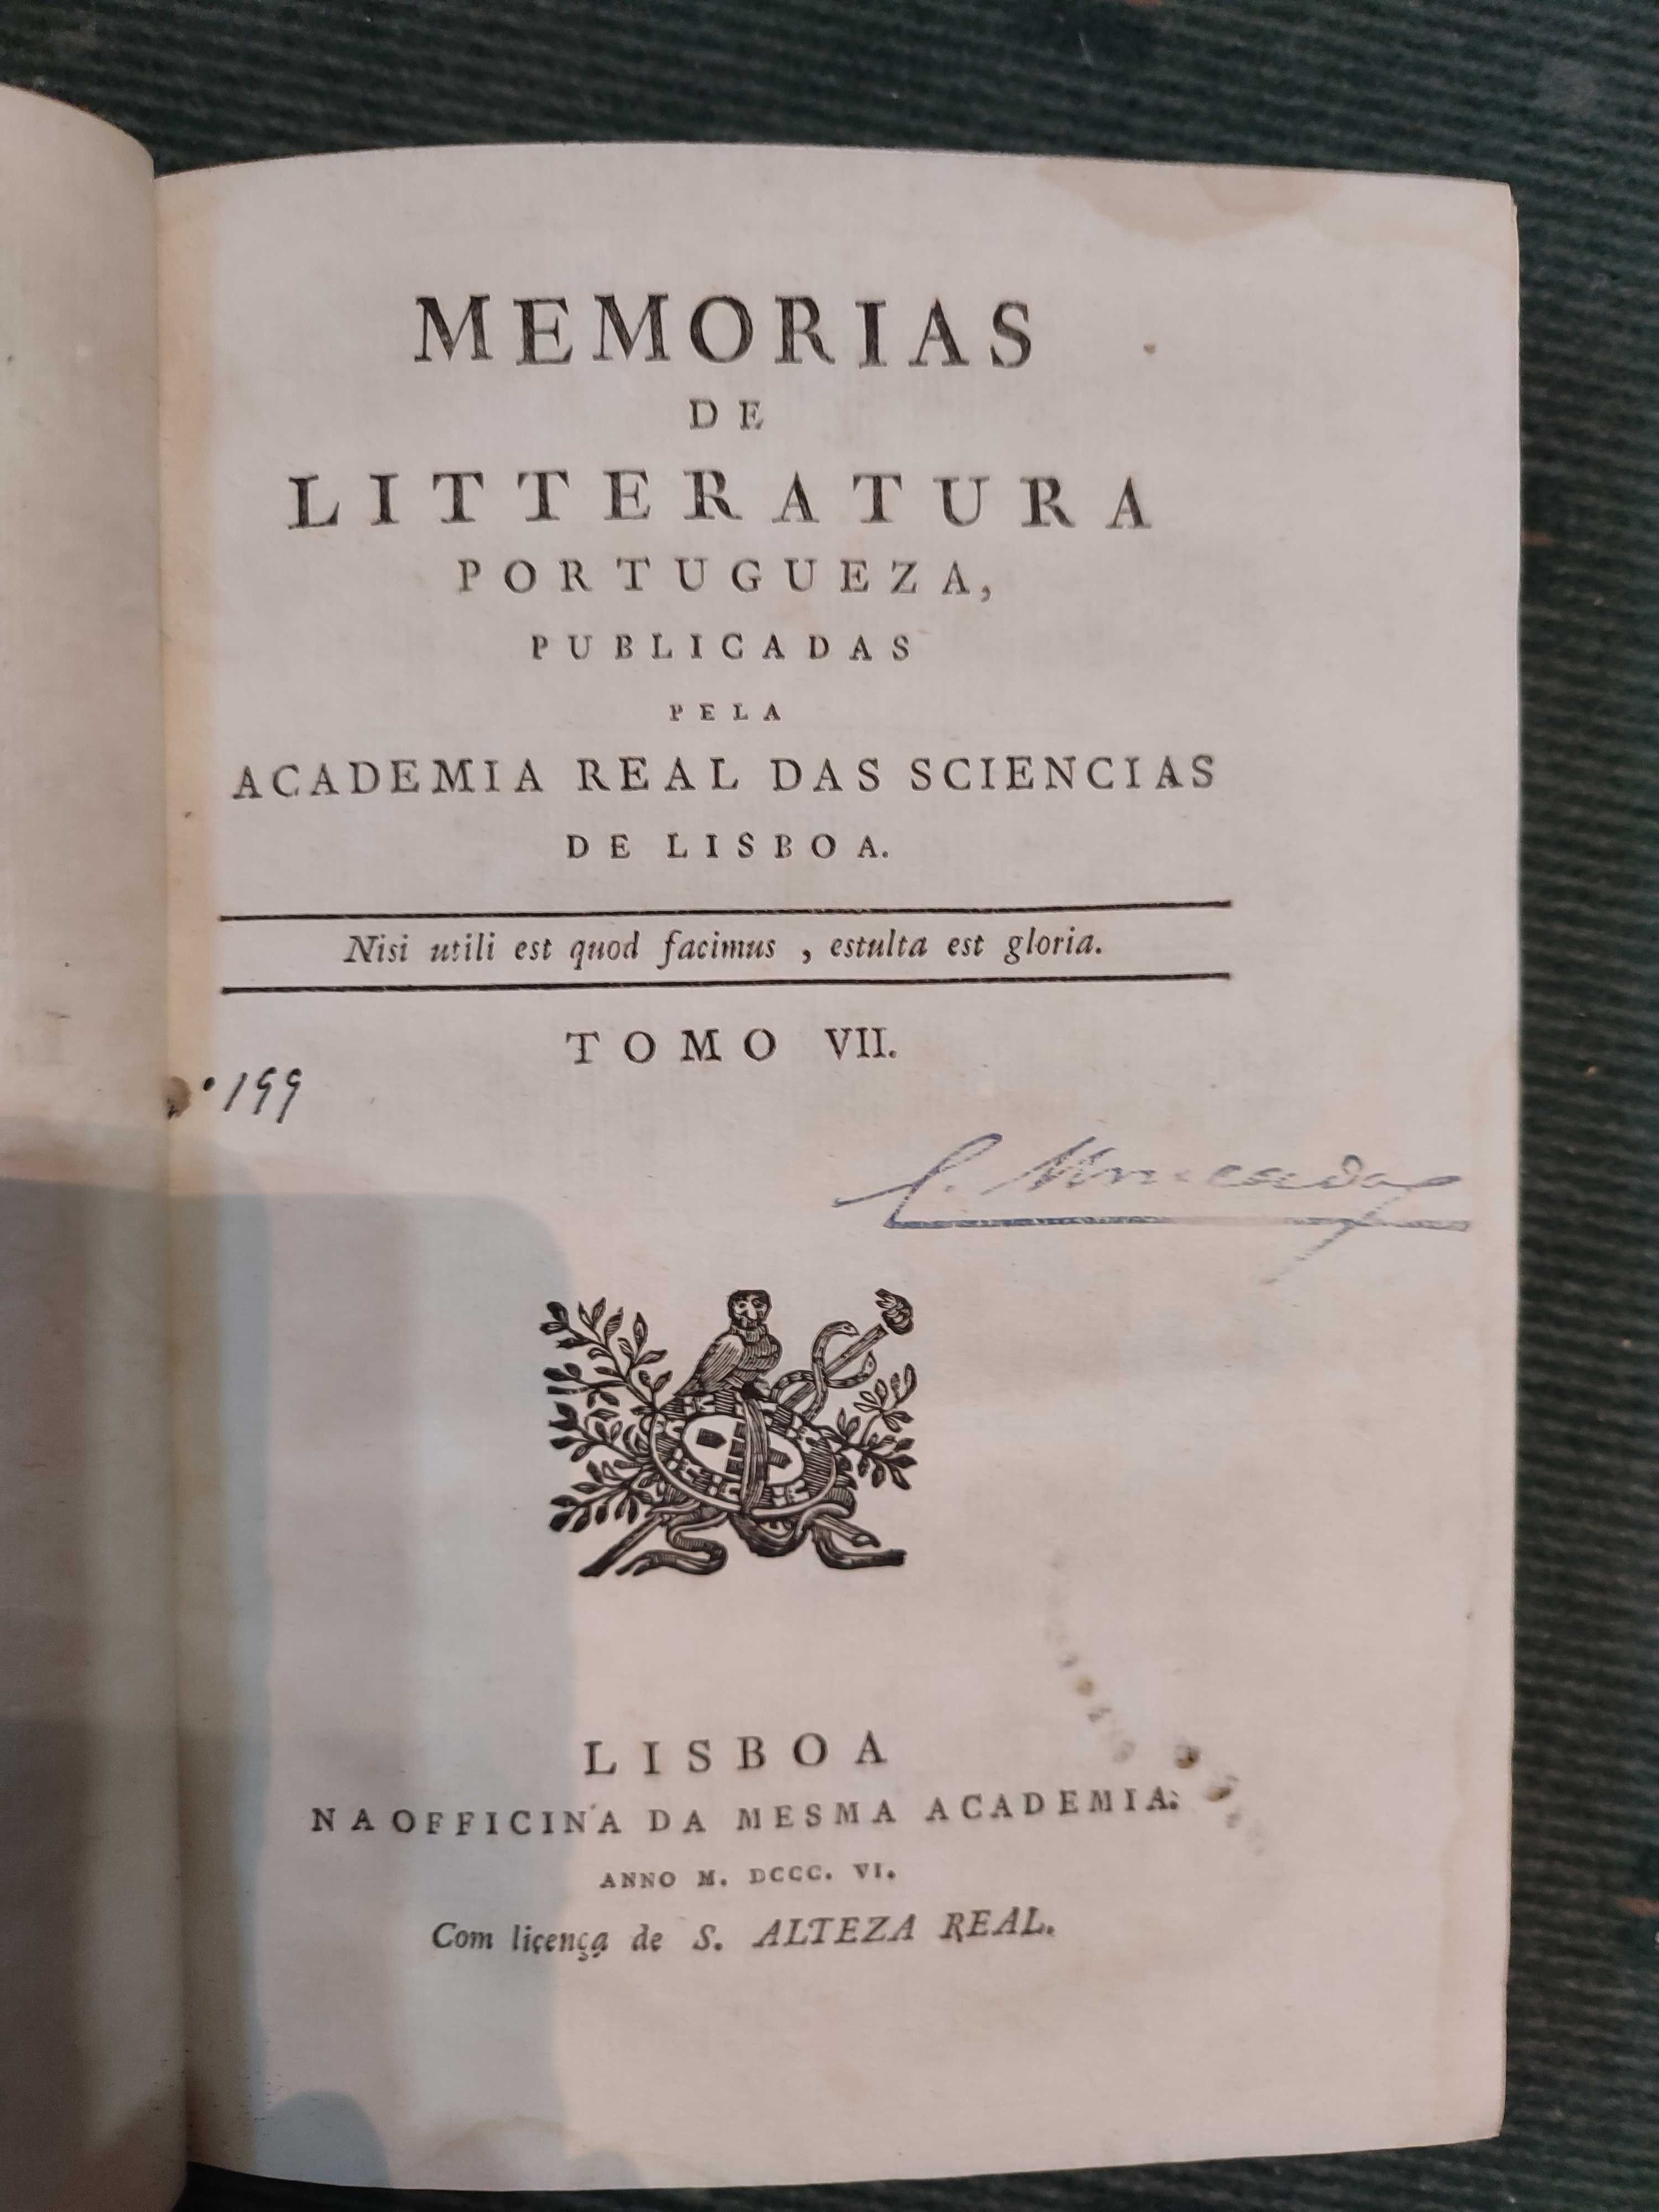 MEMORIAS
DE
LITTERATURA
PORTUGUEZA,
PUBLICADAS
PELA
ACADEMIA REAL DAS SCIENCIAS
DE LISBOA.
Nisi utili est quod facimus , estulta est gloria.
TOMO VII.
199
LISBOA
NA OFFICINA DA MESMA ACADEMIA.
ANNO M. DCCC. VI.
Com licença de S. ALTEZA REAL.